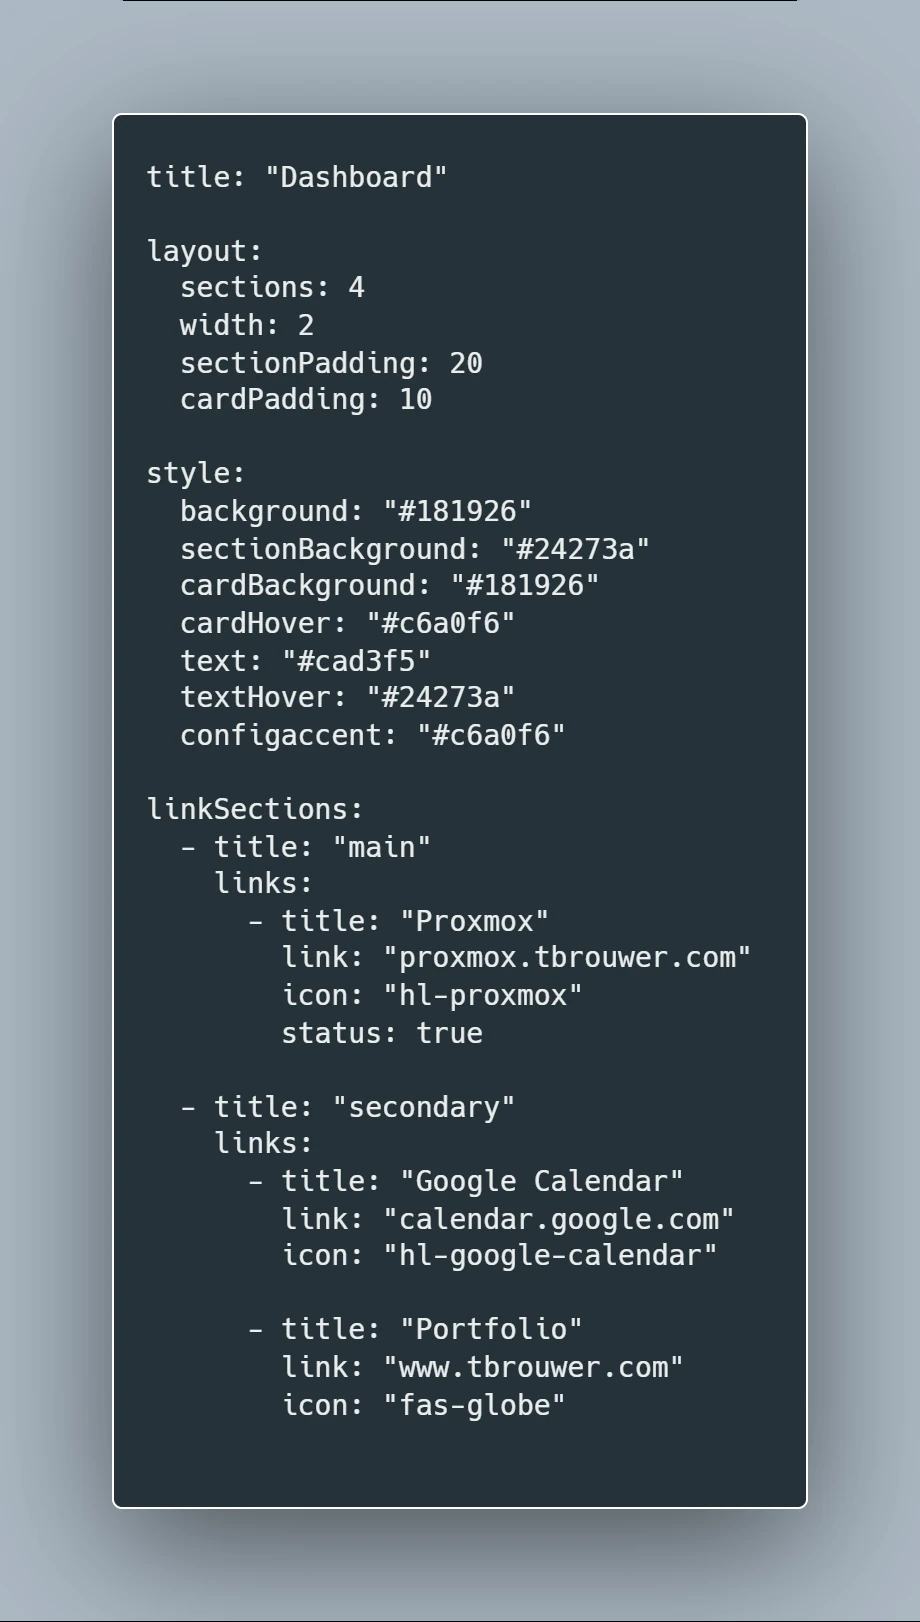 title: "Dashboard"

layout:
  sections: 4
  width: 2
  sectionPadding: 20
  cardPadding: 10

style:
  background: "#181926"
  sectionBackground: "#24273a"
  cardBackground: "#181926"
  cardHover: "#c6a0f6"
  text: "#cad3f5"
  textHover: "#24273a"
  configaccent: "#c6a0f6"

linkSections:
  - title: "main"
    links:
      - title: "Proxmox"
        link: "proxmox.tbrouwer.com"
        icon: "hl-proxmox"
        status: true

  - title: "secondary"
    links:
      - title: "Google Calendar"
        link: "calendar.google.com"
        icon: "hl-google-calendar"

      - title: "Portfolio"
        link: "www.tbrouwer.com"
        icon: "fas-globe"